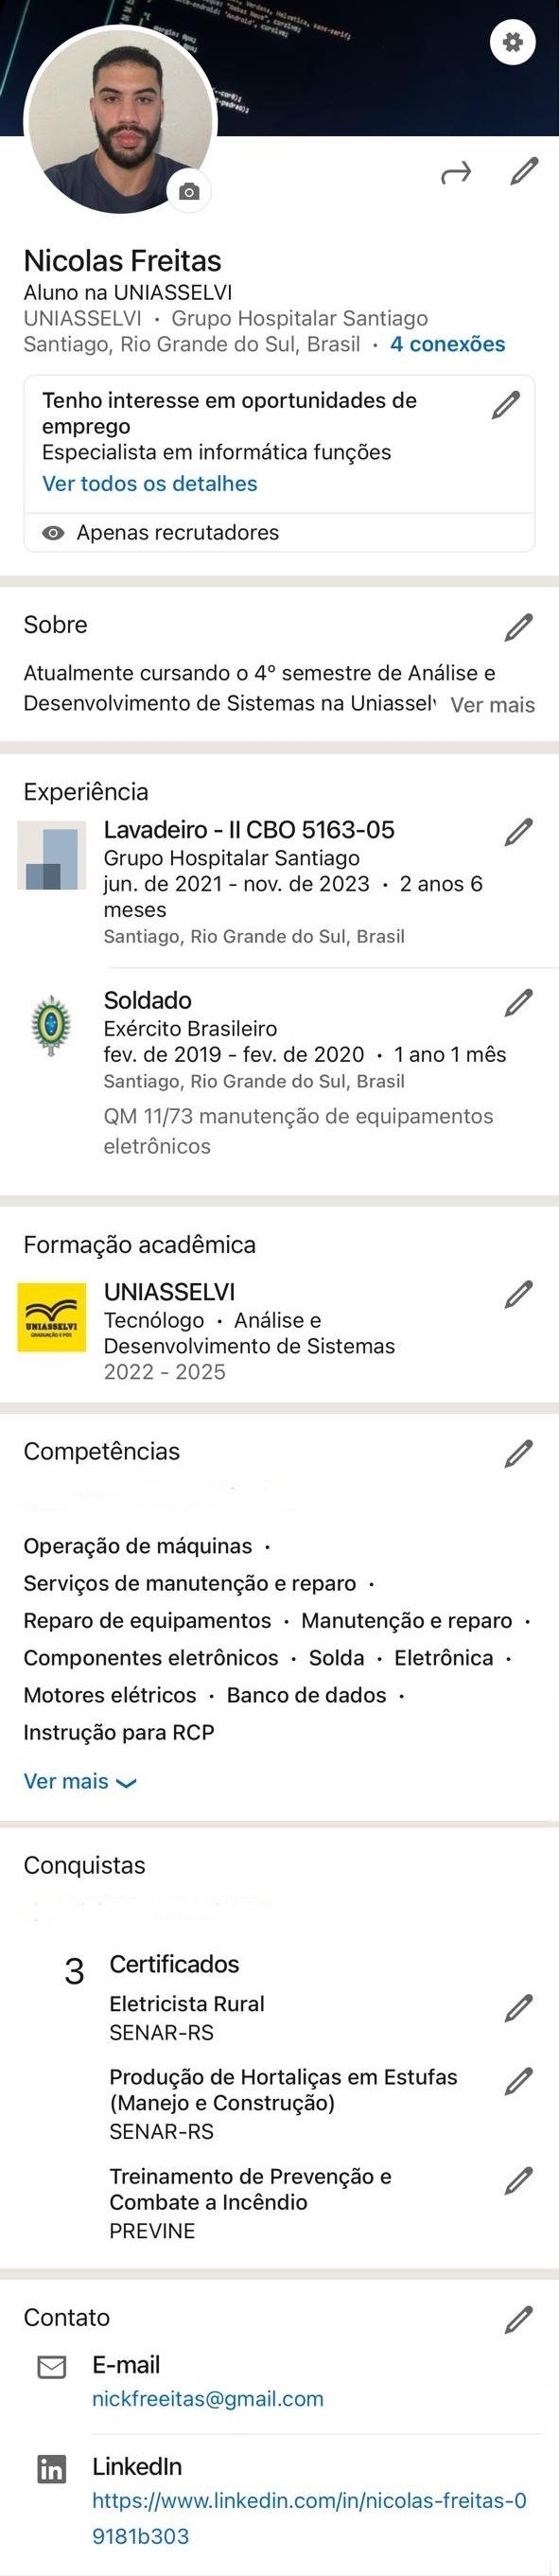 Nicolas Freitas
Aluno na UNIASSELVI
UNIASSELVI • Grupo Hospitalar Santiago
Santiago, Rio Grande do Sul, Brasil • 4 conexões
Tenho interesse em oportunidades de
emprego
Especialista em informática funções
Ver todos os detalhes
Apenas recrutadores
Sobre
Atualmente cursando o 4º semestre de Análise e
Desenvolvimento de Sistemas na Uniassel Ver mais
Experiência
Lavadeiro - II CBO 5163-05
Grupo Hospitalar Santiago
jun. de 2021 - nov. de 2023 • 2 anos 6
meses
Santiago, Rio Grande do Sul, Brasil
Soldado
Exército Brasileiro
fev. de 2019 - fev. de 2020 • 1 ano 1 mês
Santiago, Rio Grande do Sul, Brasil
QM 11/73 manutenção de equipamentos
eletrônicos
Formação acadêmica
UNIASSELVI
UNIASSELVI
GRADUAÇÃO E PÓS
Tecnólogo • Análise e
Desenvolvimento de Sistemas
2022 - 2025
Competências
Operação de máquinas •
Serviços de manutenção e reparo •
Reparo de equipamentos • Manutenção e reparo •
Componentes eletrônicos • Solda • Eletrônica •
Motores elétricos • Banco de dados •
Instrução para RCP
Ver mais
Conquistas
3 Certificados
Eletricista Rural
SENAR-RS
Produção de Hortaliças em Estufas
(Manejo e Construção)
SENAR-RS
Treinamento de Prevenção e
Combate a Incêndio
PREVINE
Contato
E-mail
nickfreeitas@gmail.com
in LinkedIn
https://www.linkedin.com/in/nicolas-freitas-0
9181b303